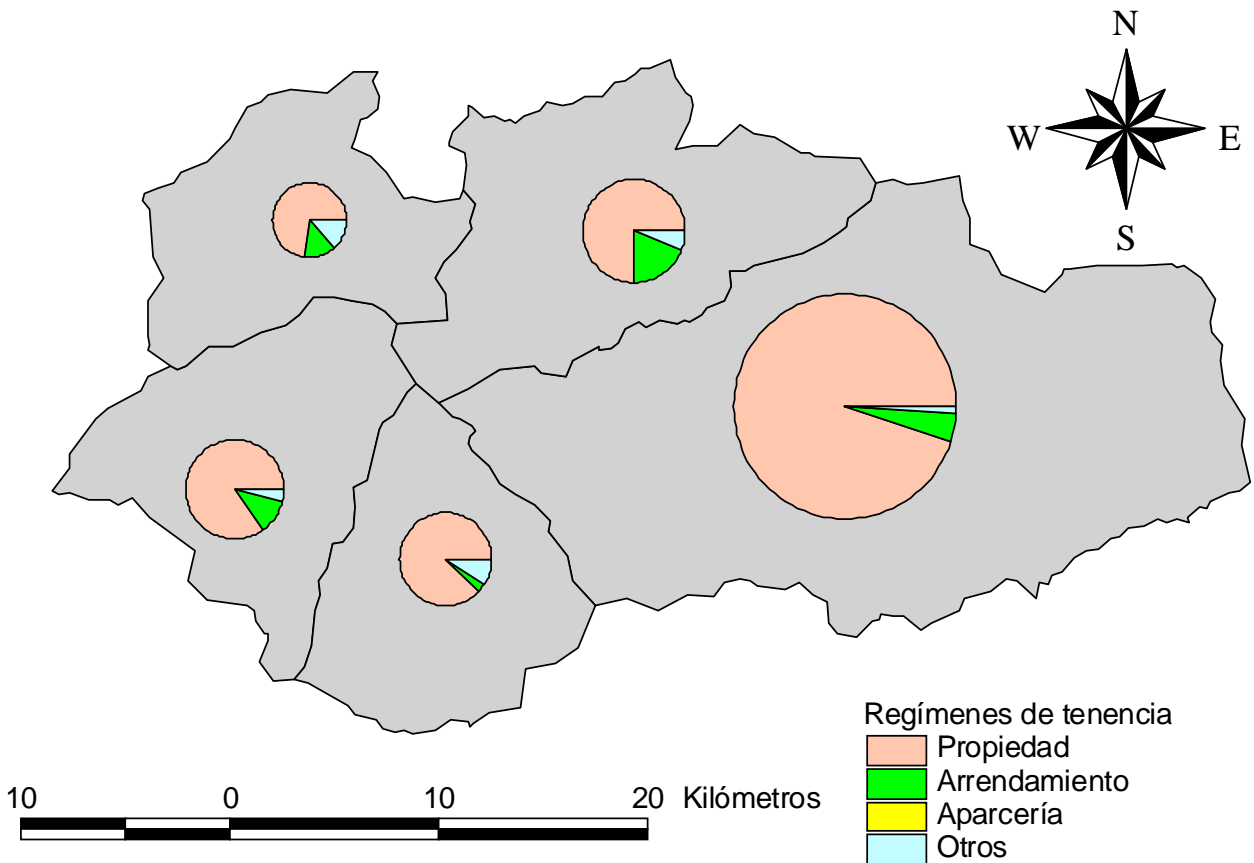 N
W E
S
Regímenes de tenencia
Propiedad
Arrendamiento
Aparcería
Otros
10 0 10 20 Kilómetros